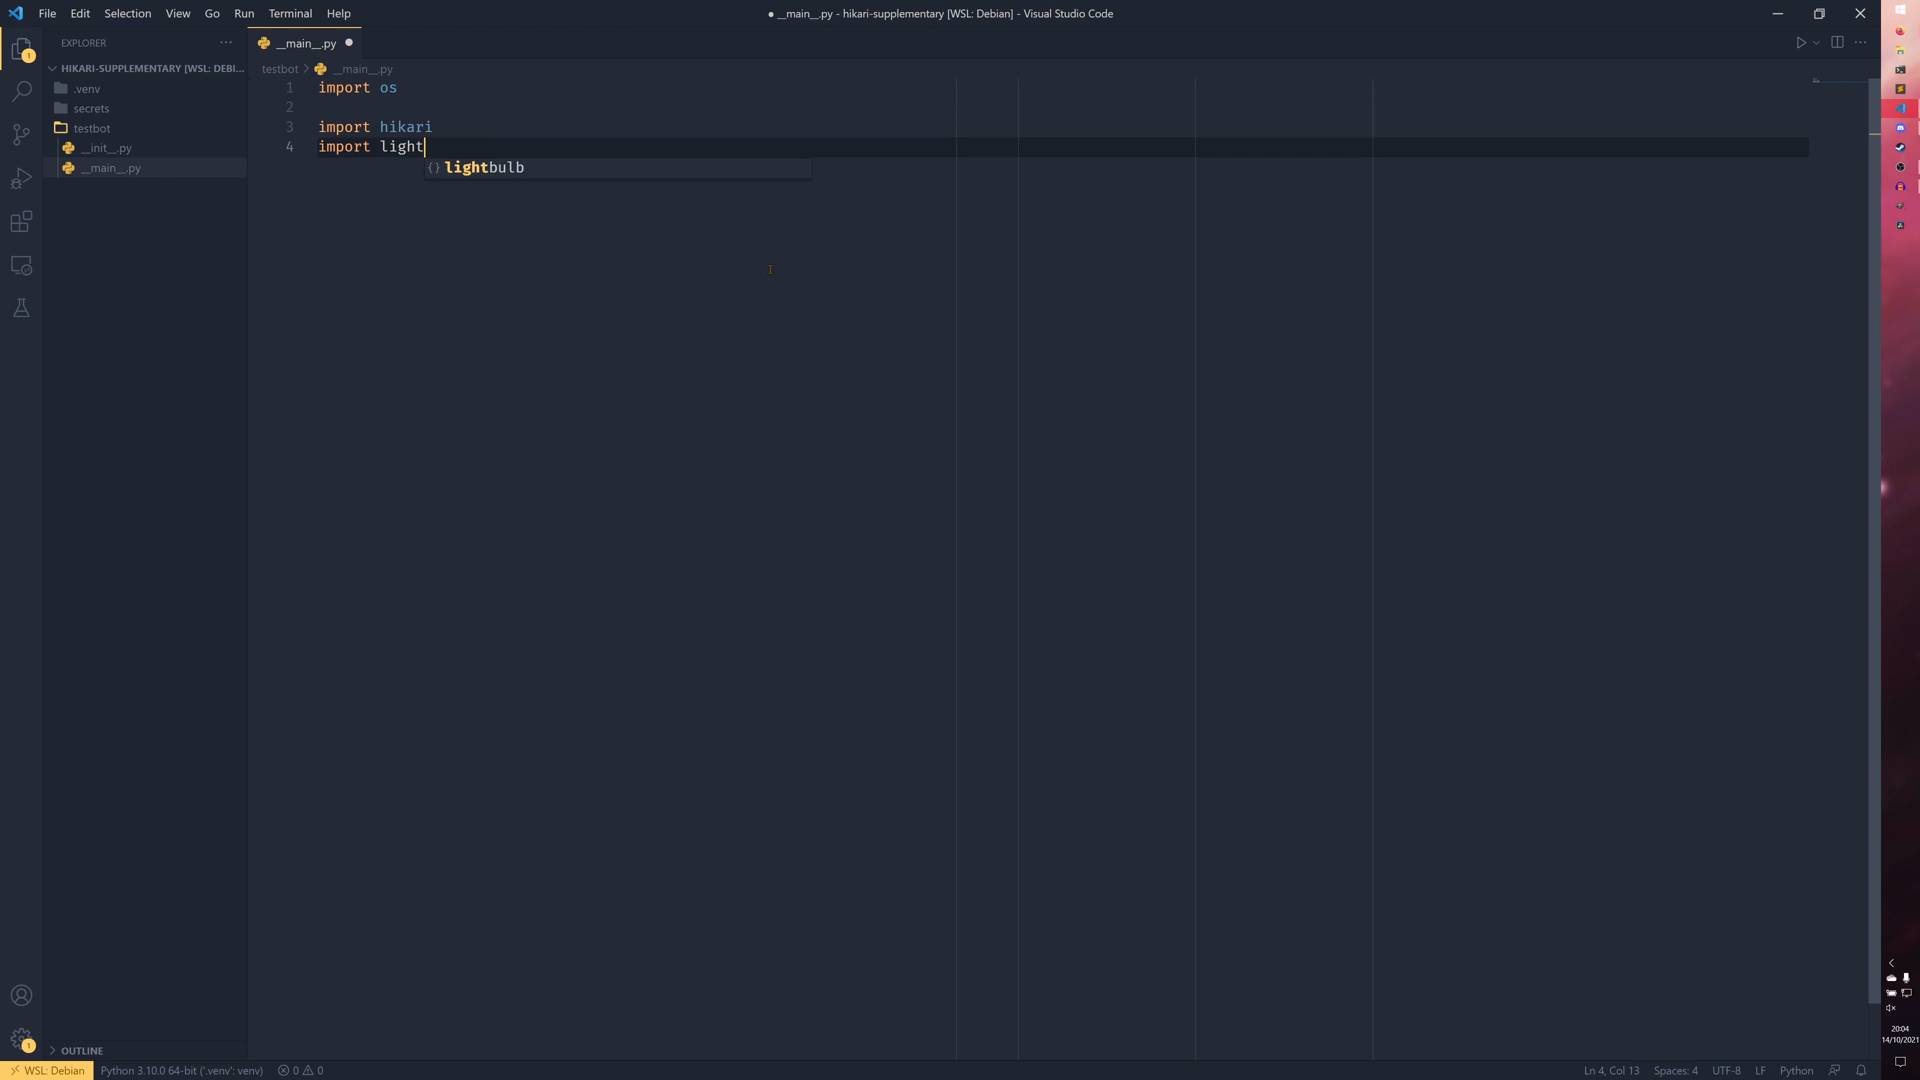 File Edit Selection View Go Run Terminal Help
● __main__.py - hikari-supplementary [WSL: Debian] - Visual Studio Code
EXPLORER
__main__.py
HIKARI-SUPPLEMENTARY [WSL: DEBI...
testbot > __main__.py
.venv
secrets
testbot
__init__.py
__main__.py
1 import os
2
3 import hikari
4 import light
{} lightbulb
1
1
OUTLINE
20:04
14/10/2021
WSL: Debian Python 3.10.0 64-bit ('.venv': venv) 0 0
Ln 4, Col 13 Spaces: 4 UTF-8 LF Python